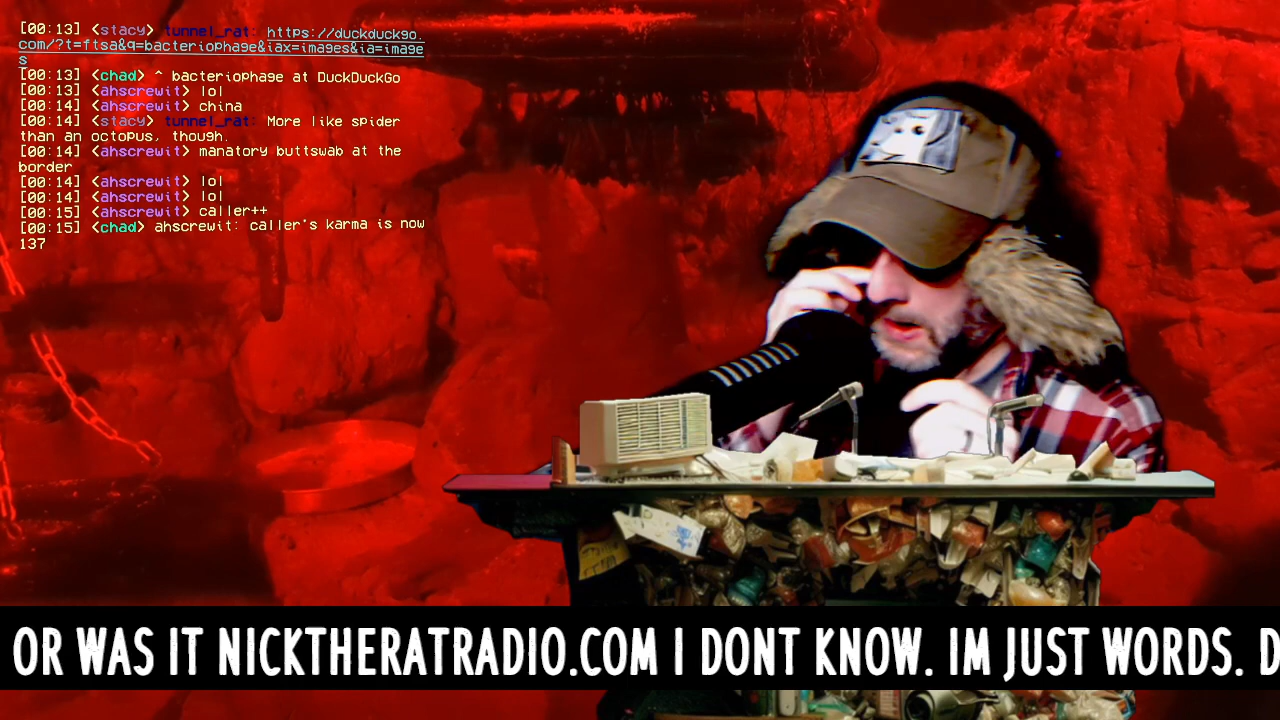 [00:13] <stacy> tunnel_rat: https://duckduckgo.
com/?t=ftsa&q=bacteriophage&iax=images&ia=image
s
[00:13] <chad> ^ bacteriophage at DuckDuckGo
[00:13] <ahscrewit> lol
[00:14] <ahscrewit> china
[00:14] <stacy> tunnel_rat: More like spider
than an octopus, though.
[00:14] <ahscrewit> manatory buttswab at the
border
[00:14] <ahscrewit> lol
[00:14] <ahscrewit> lol
[00:15] <ahscrewit> caller++
[00:15] <chad> ahscrewit: caller's karma is now
137
OR WAS IT NICKTHERATRADIO.COM I DONT KNOW. IM JUST WORDS. D